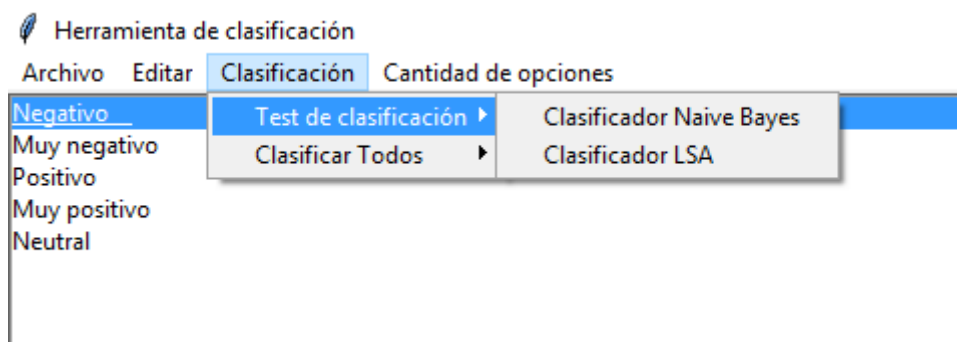 Herramienta de clasificación
Archivo Editar Clasificación Cantidad de opciones
Negativo
Test de clasificación
Clasificador Naive Bayes
Muy negativo
Clasificar Todos
Clasificador LSA
Positivo
Muy positivo
Neutral